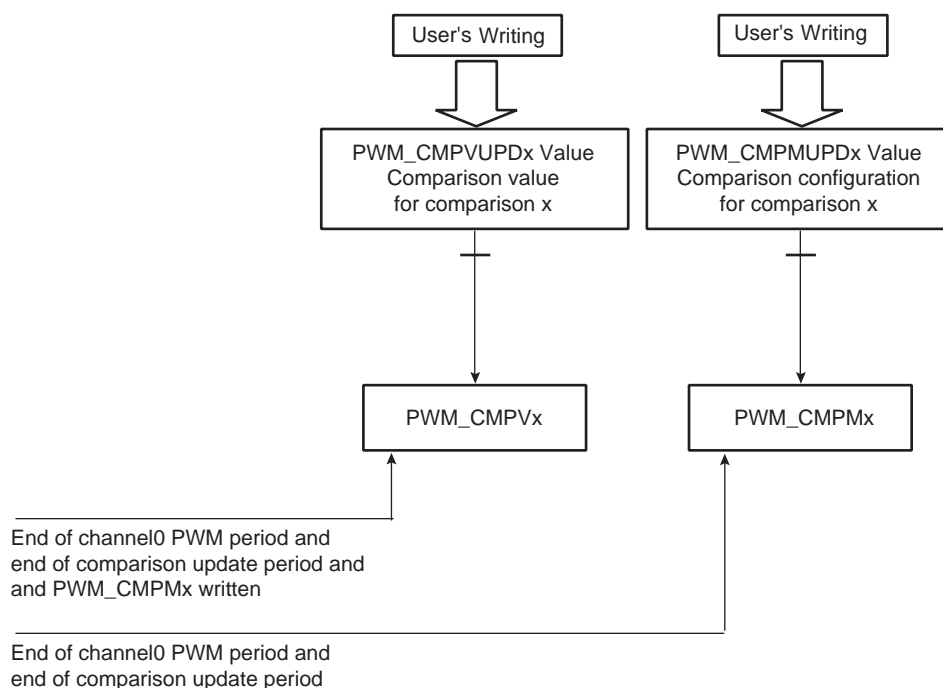 User's Writing
User's Writing
PWM_CMPVUPDx Value
Comparison value
for comparison x
PWM_CMPMUPDx Value
Comparison configuration
for comparison x
PWM_CMPVx
PWM_CMPMx
End of channel0 PWM period and
end of comparison update period and
and PWM_CMPMx written
End of channel0 PWM period and
end of comparison update period